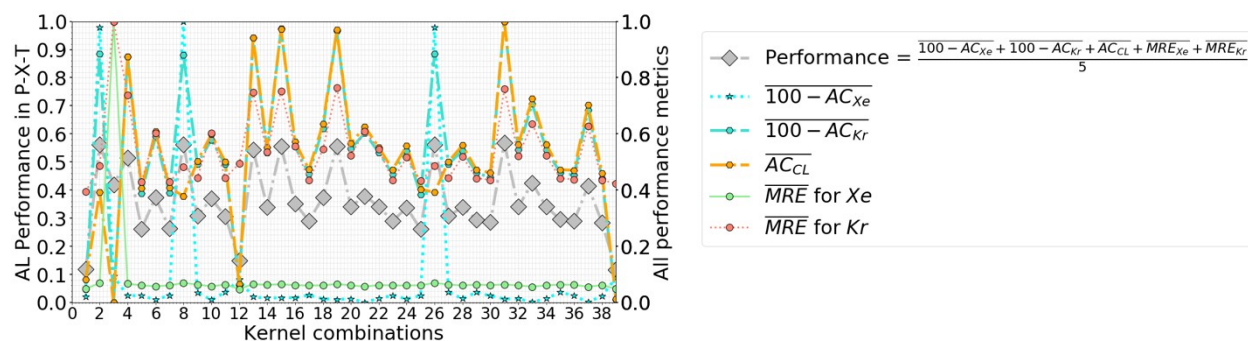 AL Performance in P-X-T
1.0
0.9
0.8
0.7
0.6
0.5
0.4
0.3
0.2
0.1
0.0
0 2 4 6 8 10 12 14 16 18 20 22 24 26 28 30 32 34 36 38
Kernel combinations
1.0
0.8
0.6
0.4
0.2
0.0
All performance metrics
Performance = (100 − AC_Xe + 100 − AC_Kr + AC_CL + MRE_Xe + MRE_Kr) / 5
100 − AC_Xe
100 − AC_Kr
AC_CL
MRE for Xe
MRE for Kr